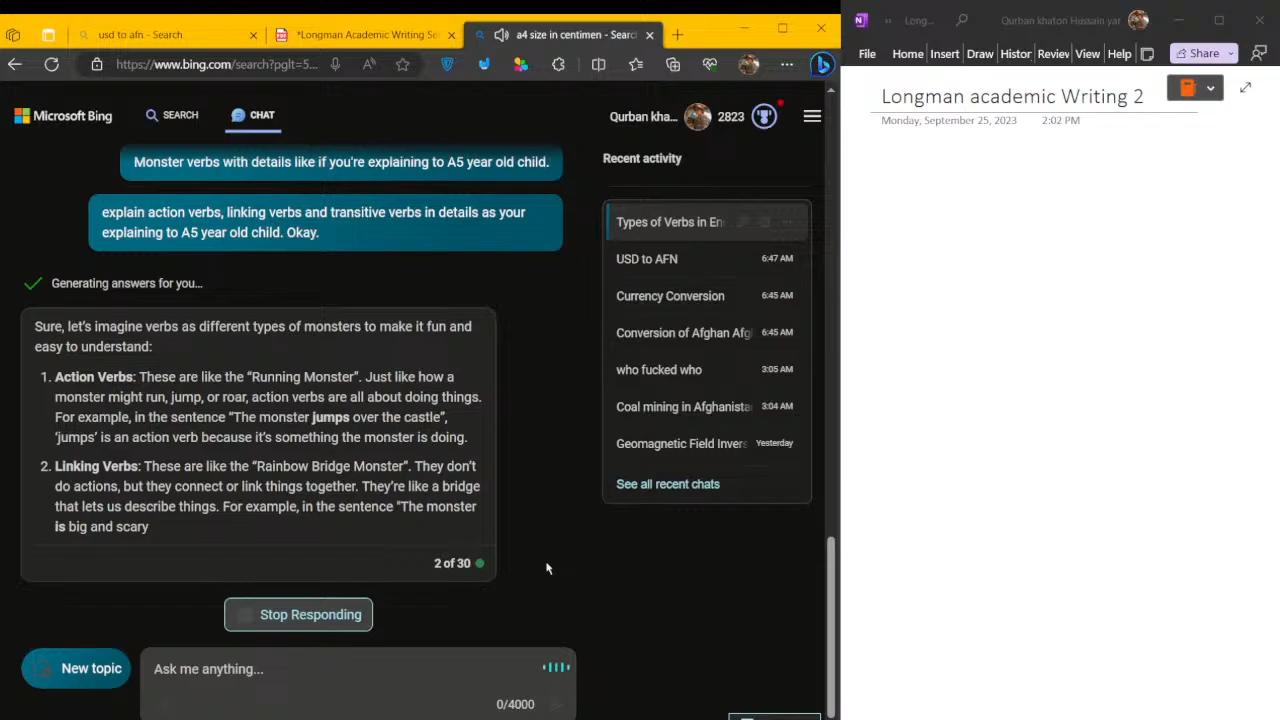 usd to afn - Search
*Longman Academic Writing Se
a4 size in centimen - Searc
https://www.bing.com/search?pglt=5...
Microsoft Bing
SEARCH
CHAT
Qurban kha...
2823
Monster verbs with details like if you're explaining to A5 year old child.
explain action verbs, linking verbs and transitive verbs in details as your
explaining to A5 year old child. Okay.
Generating answers for you...
Sure, let's imagine verbs as different types of monsters to make it fun and
easy to understand:
1. Action Verbs: These are like the “Running Monster”. Just like how a
monster might run, jump, or roar, action verbs are all about doing things.
For example, in the sentence “The monster jumps over the castle”,
‘jumps’ is an action verb because it’s something the monster is doing.
2. Linking Verbs: These are like the “Rainbow Bridge Monster”. They don’t
do actions, but they connect or link things together. They’re like a bridge
that lets us describe things. For example, in the sentence "The monster
is big and scary
2 of 30
Stop Responding
New topic
Ask me anything...
0/4000
Recent activity
Types of Verbs in En
USD to AFN 6:47 AM
Currency Conversion 6:45 AM
Conversion of Afghan Afg 6:45 AM
who fucked who 3:05 AM
Coal mining in Afghanista 3:04 AM
Geomagnetic Field Invers Yesterday
See all recent chats
Long...
Qurban khaton Hussain yar
File Home Insert Draw Histor Review View Help
Share
Longman academic Writing 2
Monday, September 25, 2023 2:02 PM